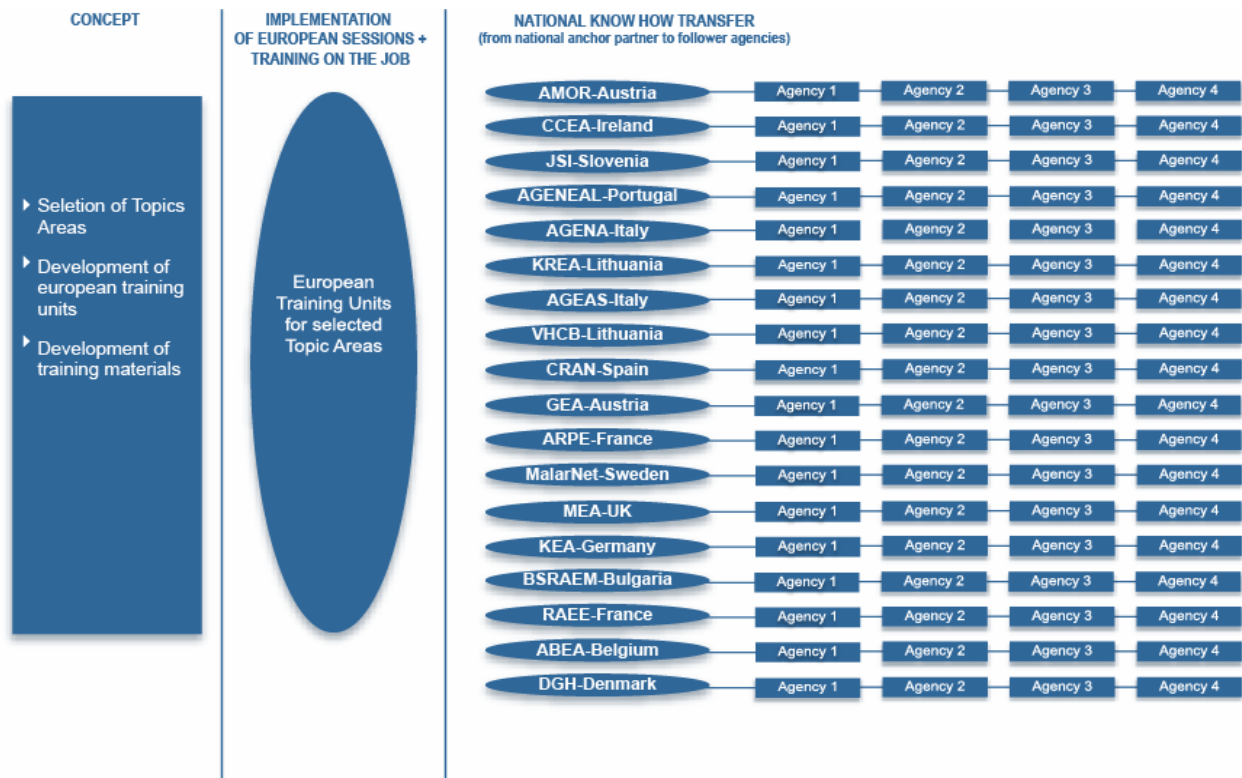 CONCEPT
IMPLEMENTATION
OF EUROPEAN SESSIONS +
TRAINING ON THE JOB
NATIONAL KNOW HOW TRANSFER
(from national anchor partner to follower agencies)
Seletion of Topics
Areas
Development of
european training
units
Development of
training materials
European
Training Units
for selected
Topic Areas
AMOR-Austria Agency 1 Agency 2 Agency 3 Agency 4
CCEA-Ireland Agency 1 Agency 2 Agency 3 Agency 4
JSI-Slovenia Agency 1 Agency 2 Agency 3 Agency 4
AGENEAL-Portugal Agency 1 Agency 2 Agency 3 Agency 4
AGENA-Italy Agency 1 Agency 2 Agency 3 Agency 4
KREA-Lithuania Agency 1 Agency 2 Agency 3 Agency 4
AGEAS-Italy Agency 1 Agency 2 Agency 3 Agency 4
VHCB-Lithuania Agency 1 Agency 2 Agency 3 Agency 4
CRAN-Spain Agency 1 Agency 2 Agency 3 Agency 4
GEA-Austria Agency 1 Agency 2 Agency 3 Agency 4
ARPE-France Agency 1 Agency 2 Agency 3 Agency 4
MalarNet-Sweden Agency 1 Agency 2 Agency 3 Agency 4
MEA-UK Agency 1 Agency 2 Agency 3 Agency 4
KEA-Germany Agency 1 Agency 2 Agency 3 Agency 4
BSRAEM-Bulgaria Agency 1 Agency 2 Agency 3 Agency 4
RAEE-France Agency 1 Agency 2 Agency 3 Agency 4
ABEA-Belgium Agency 1 Agency 2 Agency 3 Agency 4
DGH-Denmark Agency 1 Agency 2 Agency 3 Agency 4